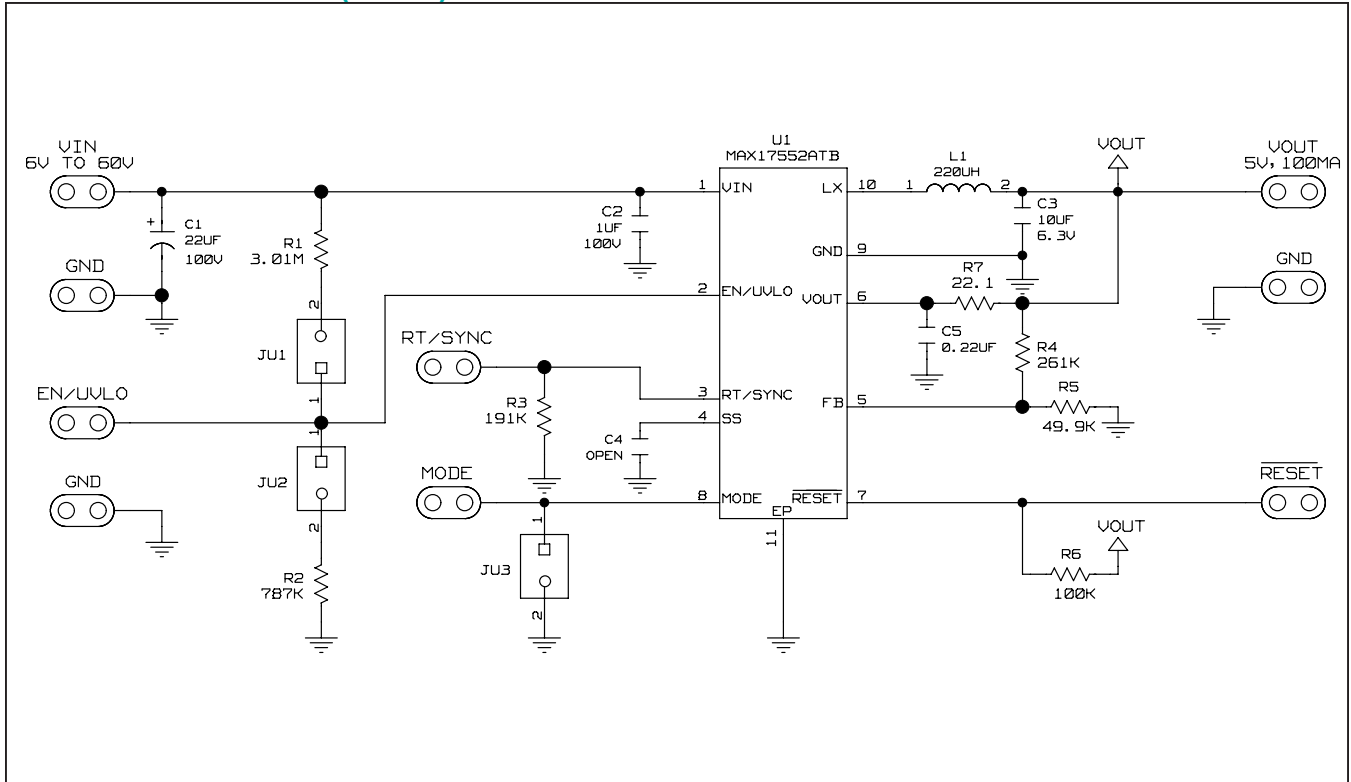 VIN
6V TO 60V
GND
EN/UVLO
GND
+
C1
22UF
100V
R1
3.01M
2
JU1
1
1
JU2
2
R2
787K
RT/SYNC
R3
191K
MODE
1
JU3
2
C2
1UF
100V
C4
OPEN
U1
MAX17552ATB
1
VIN
2
EN/UVLO
3
RT/SYNC
4
SS
8
MODE
EP
11
LX
10
GND
9
VOUT
6
FB
5
RESET
7
1
L1
220UH
2
C3
10UF
6.3V
R7
22.1
C5
0.22UF
R4
261K
R5
49.9K
VOUT
VOUT
5V, 100MA
GND
RESET
VOUT
R6
100K